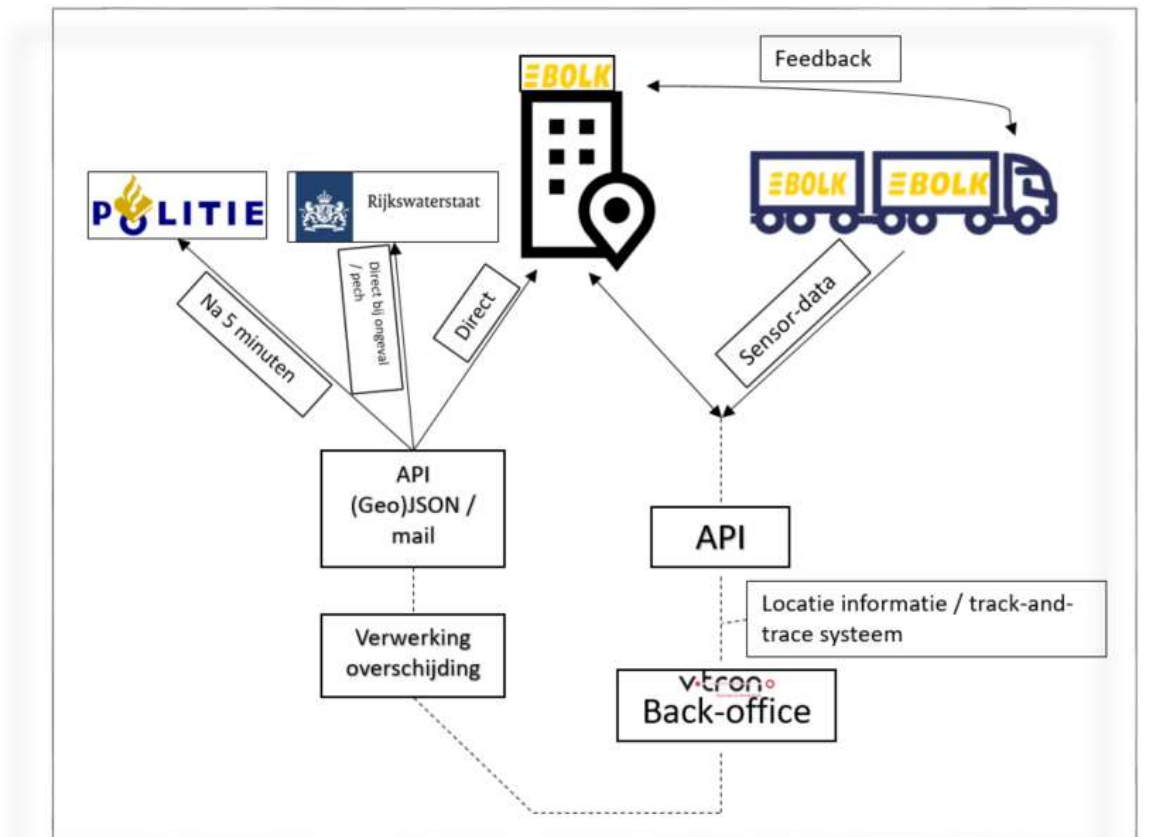 Feedback
BOLK
POLITIE
Rijkswaterstaat
BOLK
BOLK
Na 5 minuten
Direct bij ongeval
/ pech
Direct
Sensor-data
API
(Geo)JSON /
mail
API
Locatie informatie / track-and-
trace systeem
Verwerking
overschijding
v-tron
Back-office